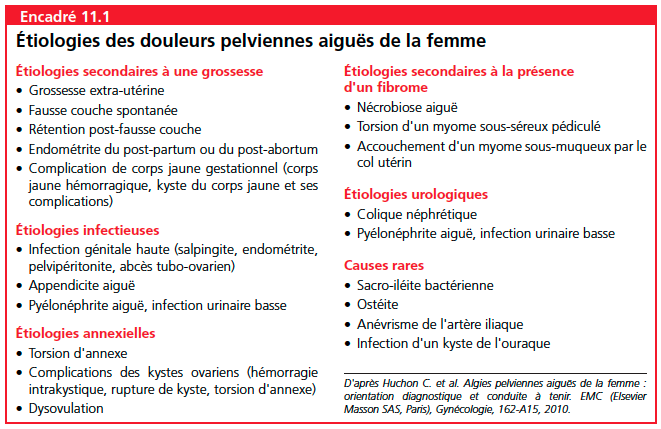 Encadré 11.1
Étiologies des douleurs pelviennes aiguës de la femme
Étiologies secondaires à une grossesse
• Grossesse extra-utérine
• Fausse couche spontanée
• Rétention post-fausse couche
• Endométrite du post-partum ou du post-abortum
• Complication de corps jaune gestationnel (corps
jaune hémorragique, kyste du corps jaune et ses
complications)
Étiologies infectieuses
• Infection génitale haute (salpingite, endométrite,
pelvipéritonite, abcès tubo-ovarien)
• Appendicite aiguë
• Pyélonéphrite aiguë, infection urinaire basse
Étiologies annexielles
• Torsion d'annexe
• Complications des kystes ovariens (hémorragie
intrakystique, rupture de kyste, torsion d'annexe)
• Dysovulation
Étiologies secondaires à la présence
d'un fibrome
• Nécrobiose aiguë
• Torsion d'un myome sous-séreux pédiculé
• Accouchement d'un myome sous-muqueux par le
col utérin
Étiologies urologiques
• Colique néphrétique
• Pyélonéphrite aiguë, infection urinaire basse
Causes rares
• Sacro-iléite bactérienne
• Ostéite
• Anévrisme de l'artère iliaque
• Infection d'un kyste de l'ouraque
D'après Huchon C. et al. Algies pelviennes aiguës de la femme :
orientation diagnostique et conduite à tenir. EMC (Elsevier
Masson SAS, Paris), Gynécologie, 162-A15, 2010.